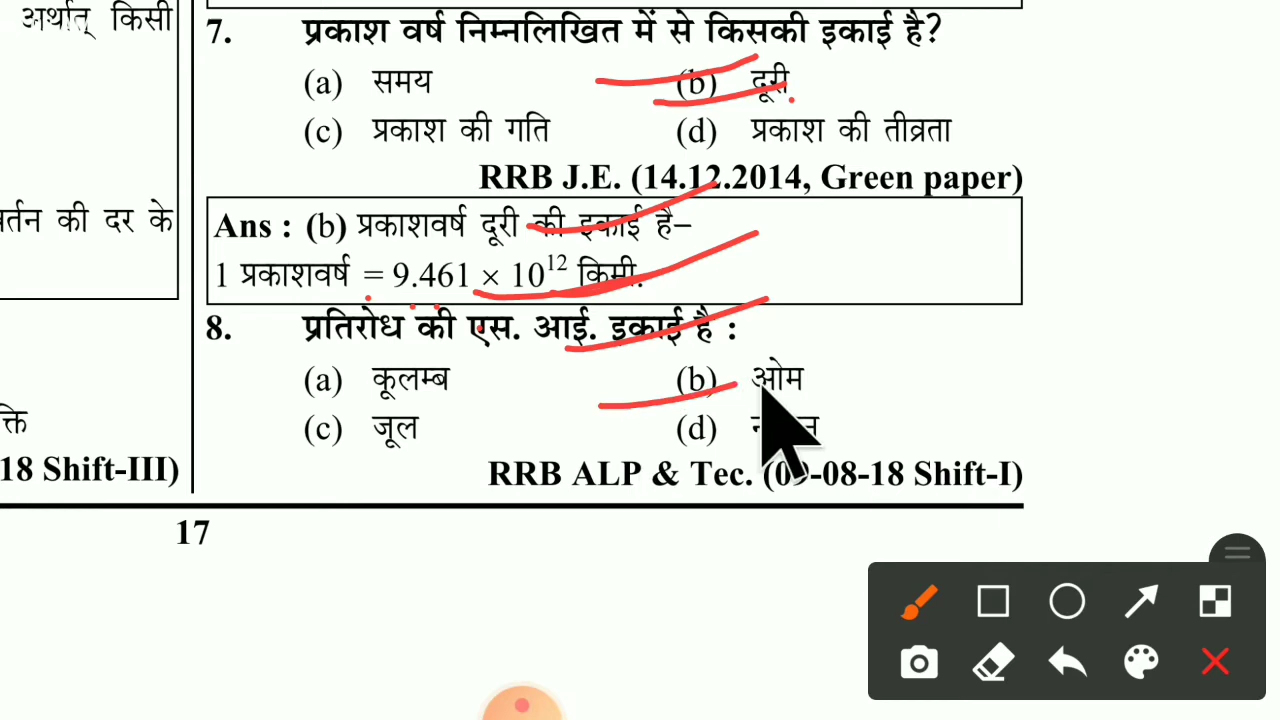 अर्थात् किसी
र्तन की दर के
क्ति
18 Shift-III)
7. प्रकाश वर्ष निम्नलिखित में से किसकी इकाई है?
(a) समय (b) दूरी
(c) प्रकाश की गति (d) प्रकाश की तीव्रता
RRB J.E. (14.12.2014, Green paper)
Ans : (b) प्रकाशवर्ष दूरी की इकाई है–
1 प्रकाशवर्ष = 9.461 × 10¹² किमी.
8. प्रतिरोध की एस. आई. इकाई है :
(a) कूलम्ब (b) ओम
(c) जूल (d)
RRB ALP & Tec. (09-08-18 Shift-I)
17